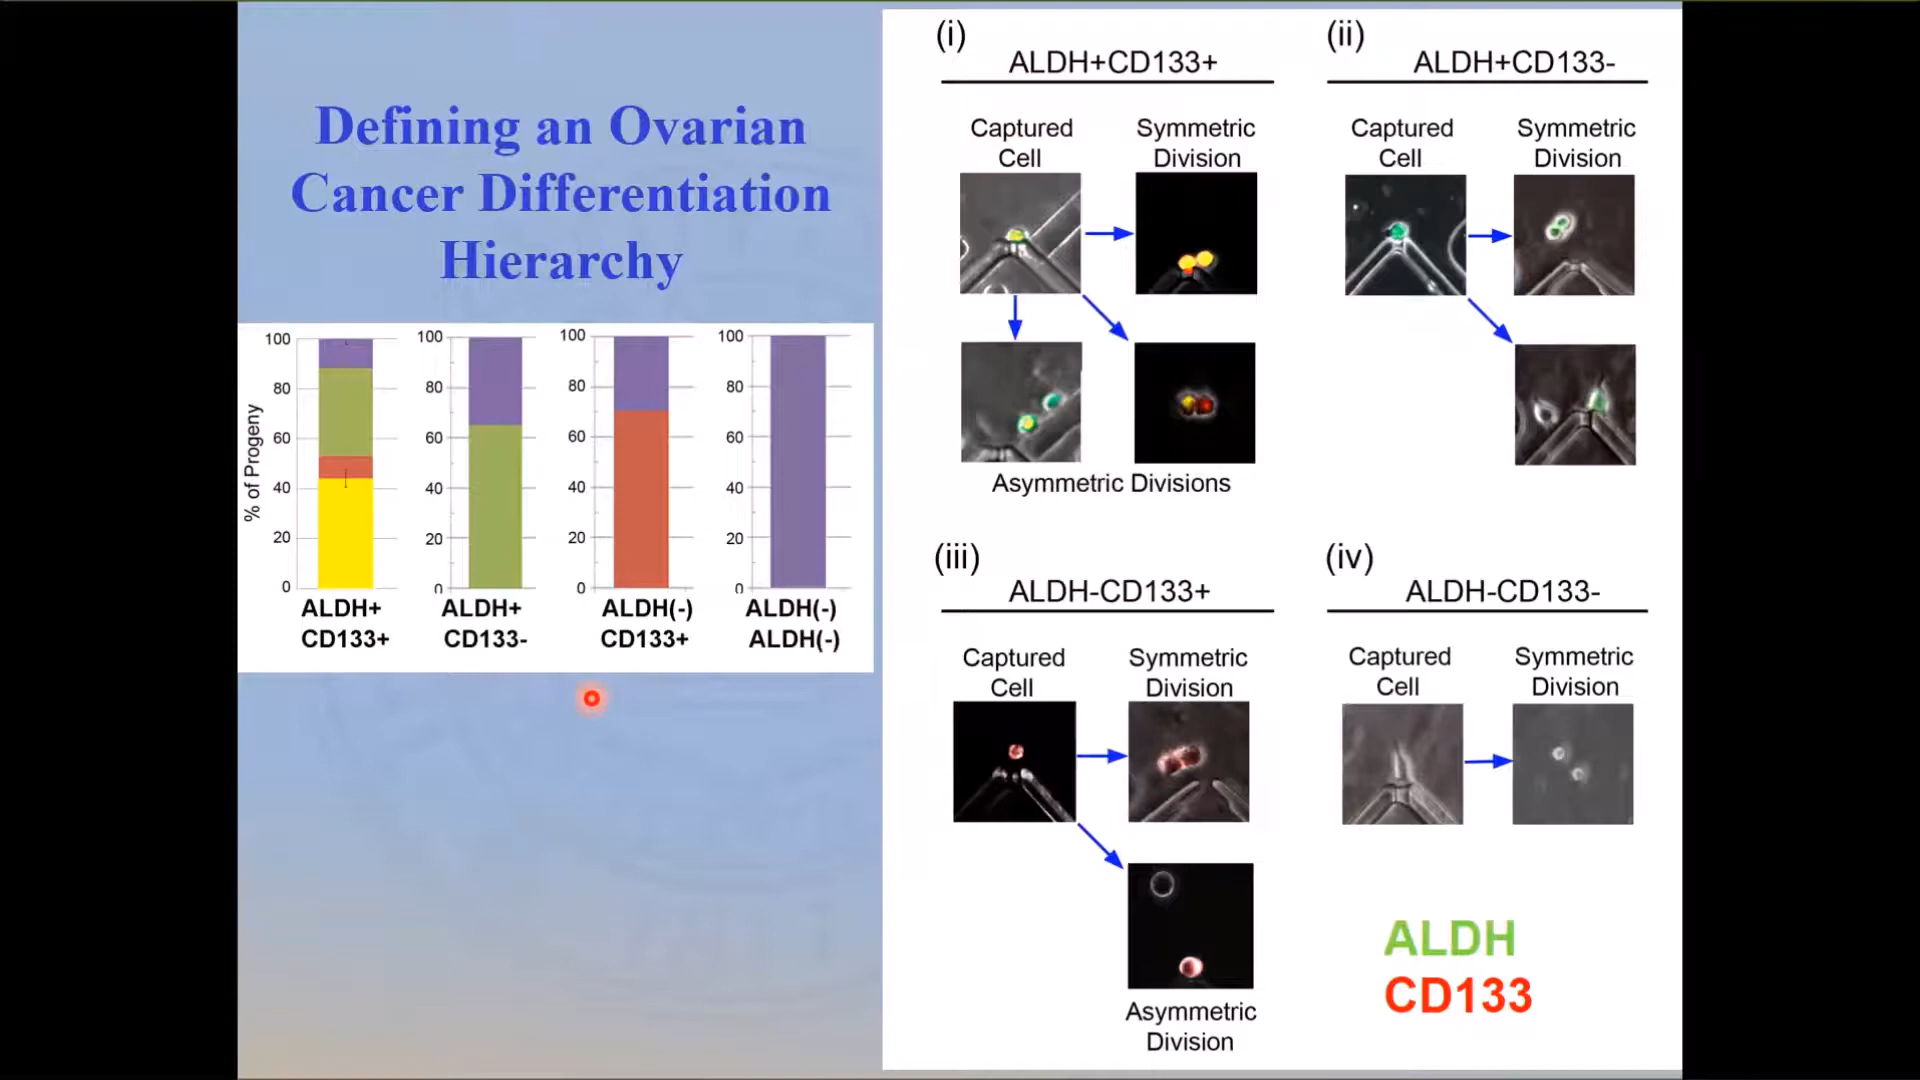 Defining an Ovarian
Cancer Differentiation
Hierarchy
% of Progeny
100
80
60
40
20
0
ALDH+
CD133+
100
80
60
40
20
0
ALDH+
CD133-
100
80
60
40
20
0
ALDH(-)
CD133+
100
80
60
40
20
0
ALDH(-)
ALDH(-)
(i)
ALDH+CD133+
Captured
Cell
Symmetric
Division
Asymmetric Divisions
(ii)
ALDH+CD133-
Captured
Cell
Symmetric
Division
(iii)
ALDH-CD133+
Captured
Cell
Symmetric
Division
Asymmetric
Division
(iv)
ALDH-CD133-
Captured
Cell
Symmetric
Division
ALDH
CD133